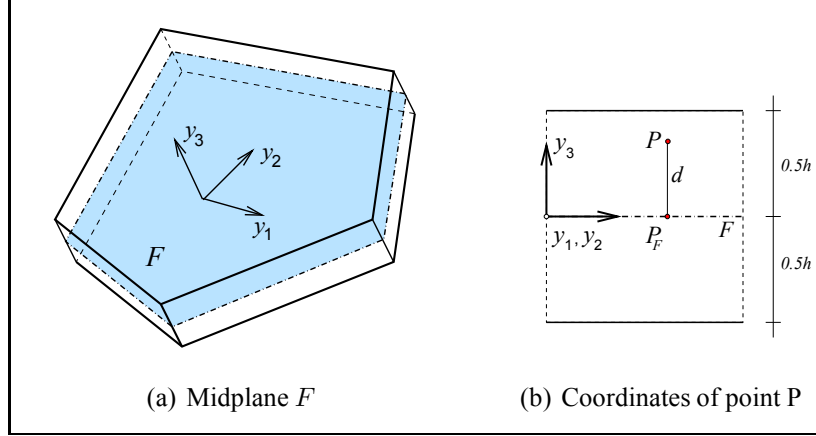 y3
y2
y1
F
y3
P
d
0.5h
y1, y2
PF
F
0.5h
(a) Midplane F
(b) Coordinates of point P